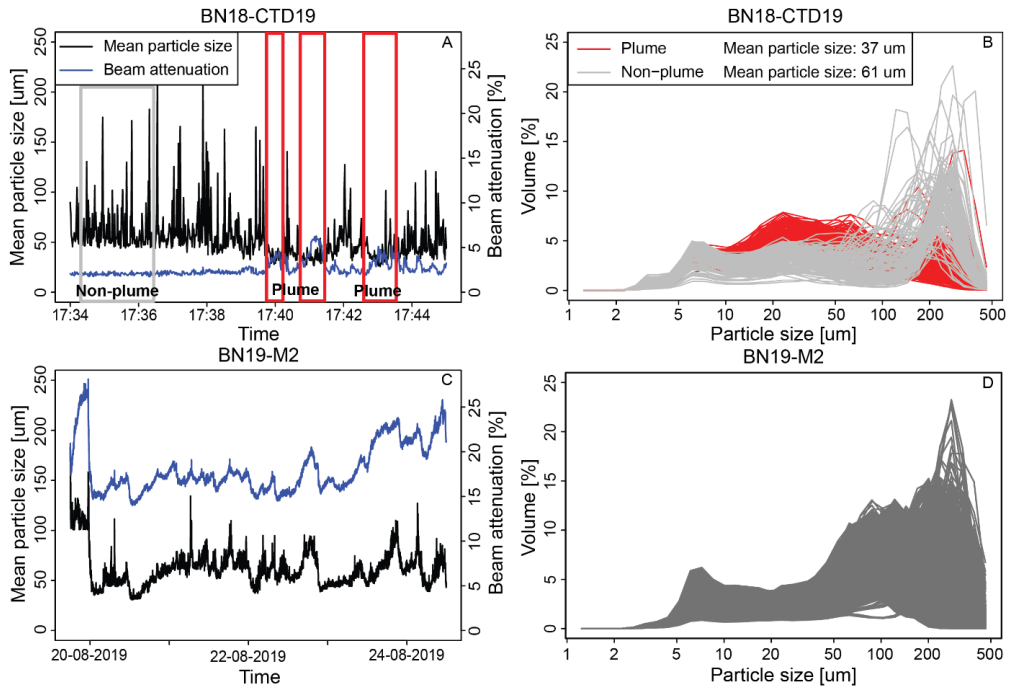 BN18-CTD19
Mean particle size
Beam attenuation
A
250
200
150
100
50
0
Mean particle size [um]
25
20
15
10
5
0
Beam attenuation [%]
Non-plume
Plume
Plume
17:34
17:36
17:38
17:40
17:42
17:44
Time
BN18-CTD19
Plume Mean particle size: 37 um
Non−plume Mean particle size: 61 um
B
25
20
15
10
5
0
Volume [%]
1
2
5
10
20
50
100
200
500
Particle size [um]
BN19-M2
C
250
200
150
100
50
0
Mean particle size [um]
25
20
15
10
5
0
Beam attenuation [%]
20-08-2019
22-08-2019
24-08-2019
Time
BN19-M2
D
25
20
15
10
5
0
Volume [%]
1
2
5
10
20
50
100
200
500
Particle size [um]